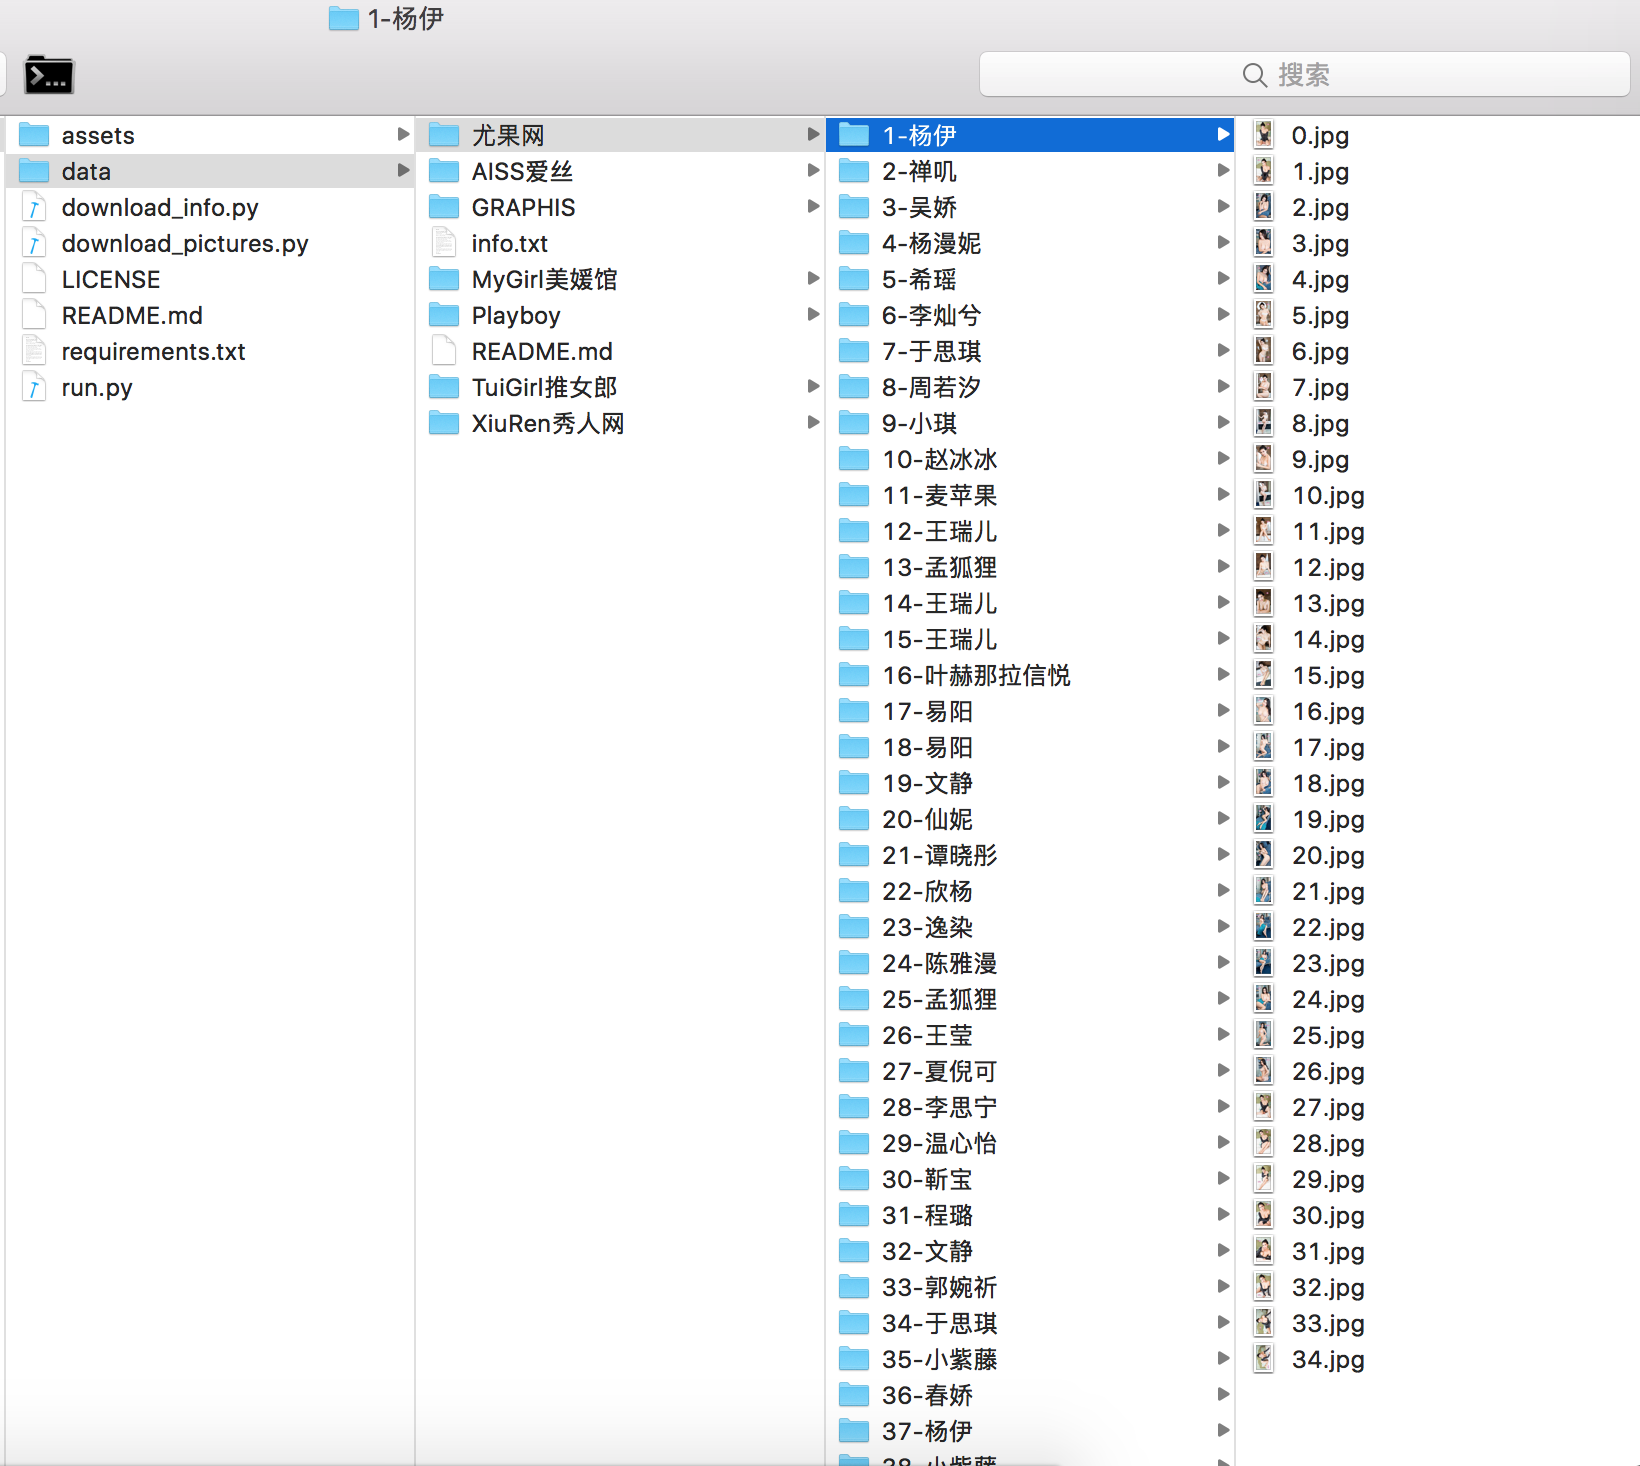 1-杨伊
搜索
assets
data
download_info.py
download_pictures.py
LICENSE
README.md
requirements.txt
run.py
尤果网
AISS爱丝
GRAPHIS
info.txt
MyGirl美媛馆
Playboy
README.md
TuiGirl推女郎
XiuRen秀人网
1-杨伊
2-禅叽
3-吴娇
4-杨漫妮
5-希瑶
6-李灿兮
7-于思琪
8-周若汐
9-小琪
10-赵冰冰
11-麦苹果
12-王瑞儿
13-孟狐狸
14-王瑞儿
15-王瑞儿
16-叶赫那拉信悦
17-易阳
18-易阳
19-文静
20-仙妮
21-谭晓彤
22-欣杨
23-逸染
24-陈雅漫
25-孟狐狸
26-王莹
27-夏倪可
28-李思宁
29-温心怡
30-靳宝
31-程璐
32-文静
33-郭婉祈
34-于思琪
35-小紫藤
36-春娇
37-杨伊
38-小紫藤
0.jpg
1.jpg
2.jpg
3.jpg
4.jpg
5.jpg
6.jpg
7.jpg
8.jpg
9.jpg
10.jpg
11.jpg
12.jpg
13.jpg
14.jpg
15.jpg
16.jpg
17.jpg
18.jpg
19.jpg
20.jpg
21.jpg
22.jpg
23.jpg
24.jpg
25.jpg
26.jpg
27.jpg
28.jpg
29.jpg
30.jpg
31.jpg
32.jpg
33.jpg
34.jpg